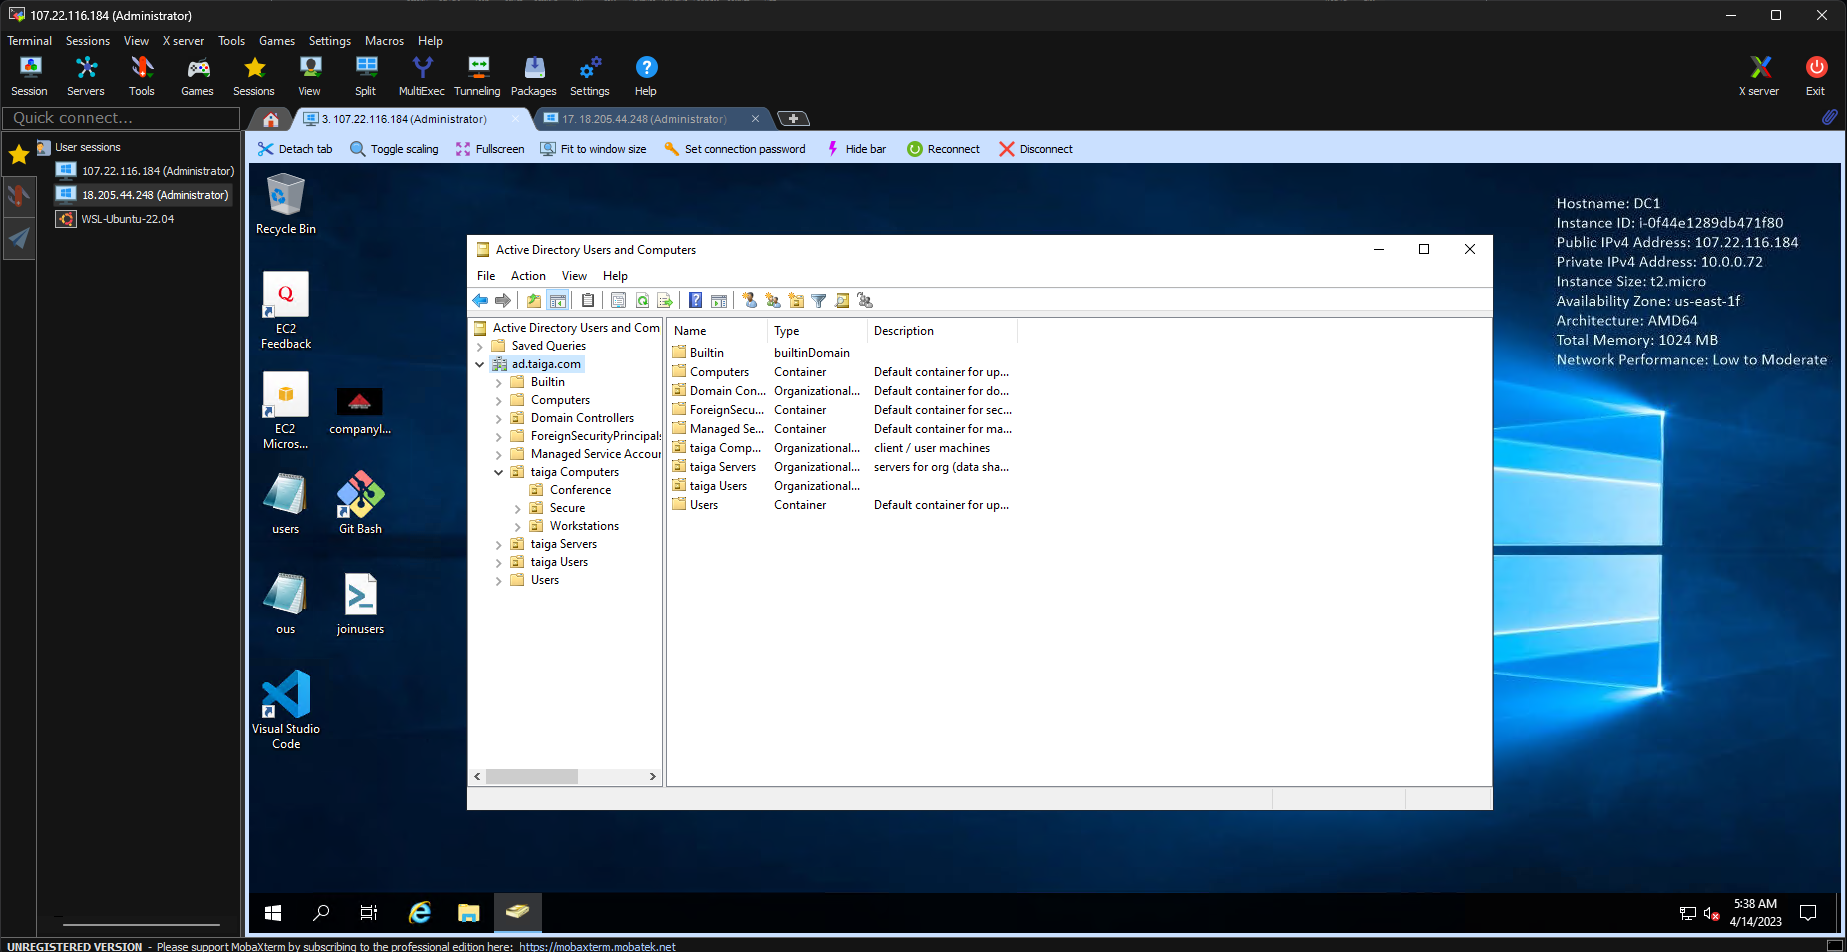 107.22.116.184 (Administrator)
Terminal Sessions View X server Tools Games Settings Macros Help
Session Servers Tools Games Sessions View Split MultiExec Tunneling Packages Settings Help X server Exit
Quick connect...
3. 107.22.116.184 (Administrator)
17. 18.205.44.248 (Administrator)
Detach tab Toggle scaling Fullscreen Fit to window size Set connection password Hide bar Reconnect Disconnect
User sessions
107.22.116.184 (Administrator)
18.205.44.248 (Administrator)
WSL-Ubuntu-22.04
Recycle Bin
EC2
Feedback
EC2
Micros...
companyl...
users
Git Bash
ous
joinusers
Visual Studio
Code
Hostname: DC1
Instance ID: i-0f44e1289db471f80
Public IPv4 Address: 107.22.116.184
Private IPv4 Address: 10.0.0.72
Instance Size: t2.micro
Availability Zone: us-east-1f
Architecture: AMD64
Total Memory: 1024 MB
Network Performance: Low to Moderate
Active Directory Users and Computers
File Action View Help
Active Directory Users and Com
Saved Queries
ad.taiga.com
Builtin
Computers
Domain Controllers
ForeignSecurityPrincipals
Managed Service Accour
taiga Computers
Conference
Secure
Workstations
taiga Servers
taiga Users
Users
Name Type Description
Builtin builtinDomain
Computers Container Default container for up...
Domain Con... Organizational... Default container for do...
ForeignSecu... Container Default container for sec...
Managed Se... Container Default container for ma...
taiga Comp... Organizational... client / user machines
taiga Servers Organizational... servers for org (data sha...
taiga Users Organizational...
Users Container Default container for up...
5:38 AM
4/14/2023
UNREGISTERED VERSION - Please support MobaXterm by subscribing to the professional edition here: https://mobaxterm.mobatek.net